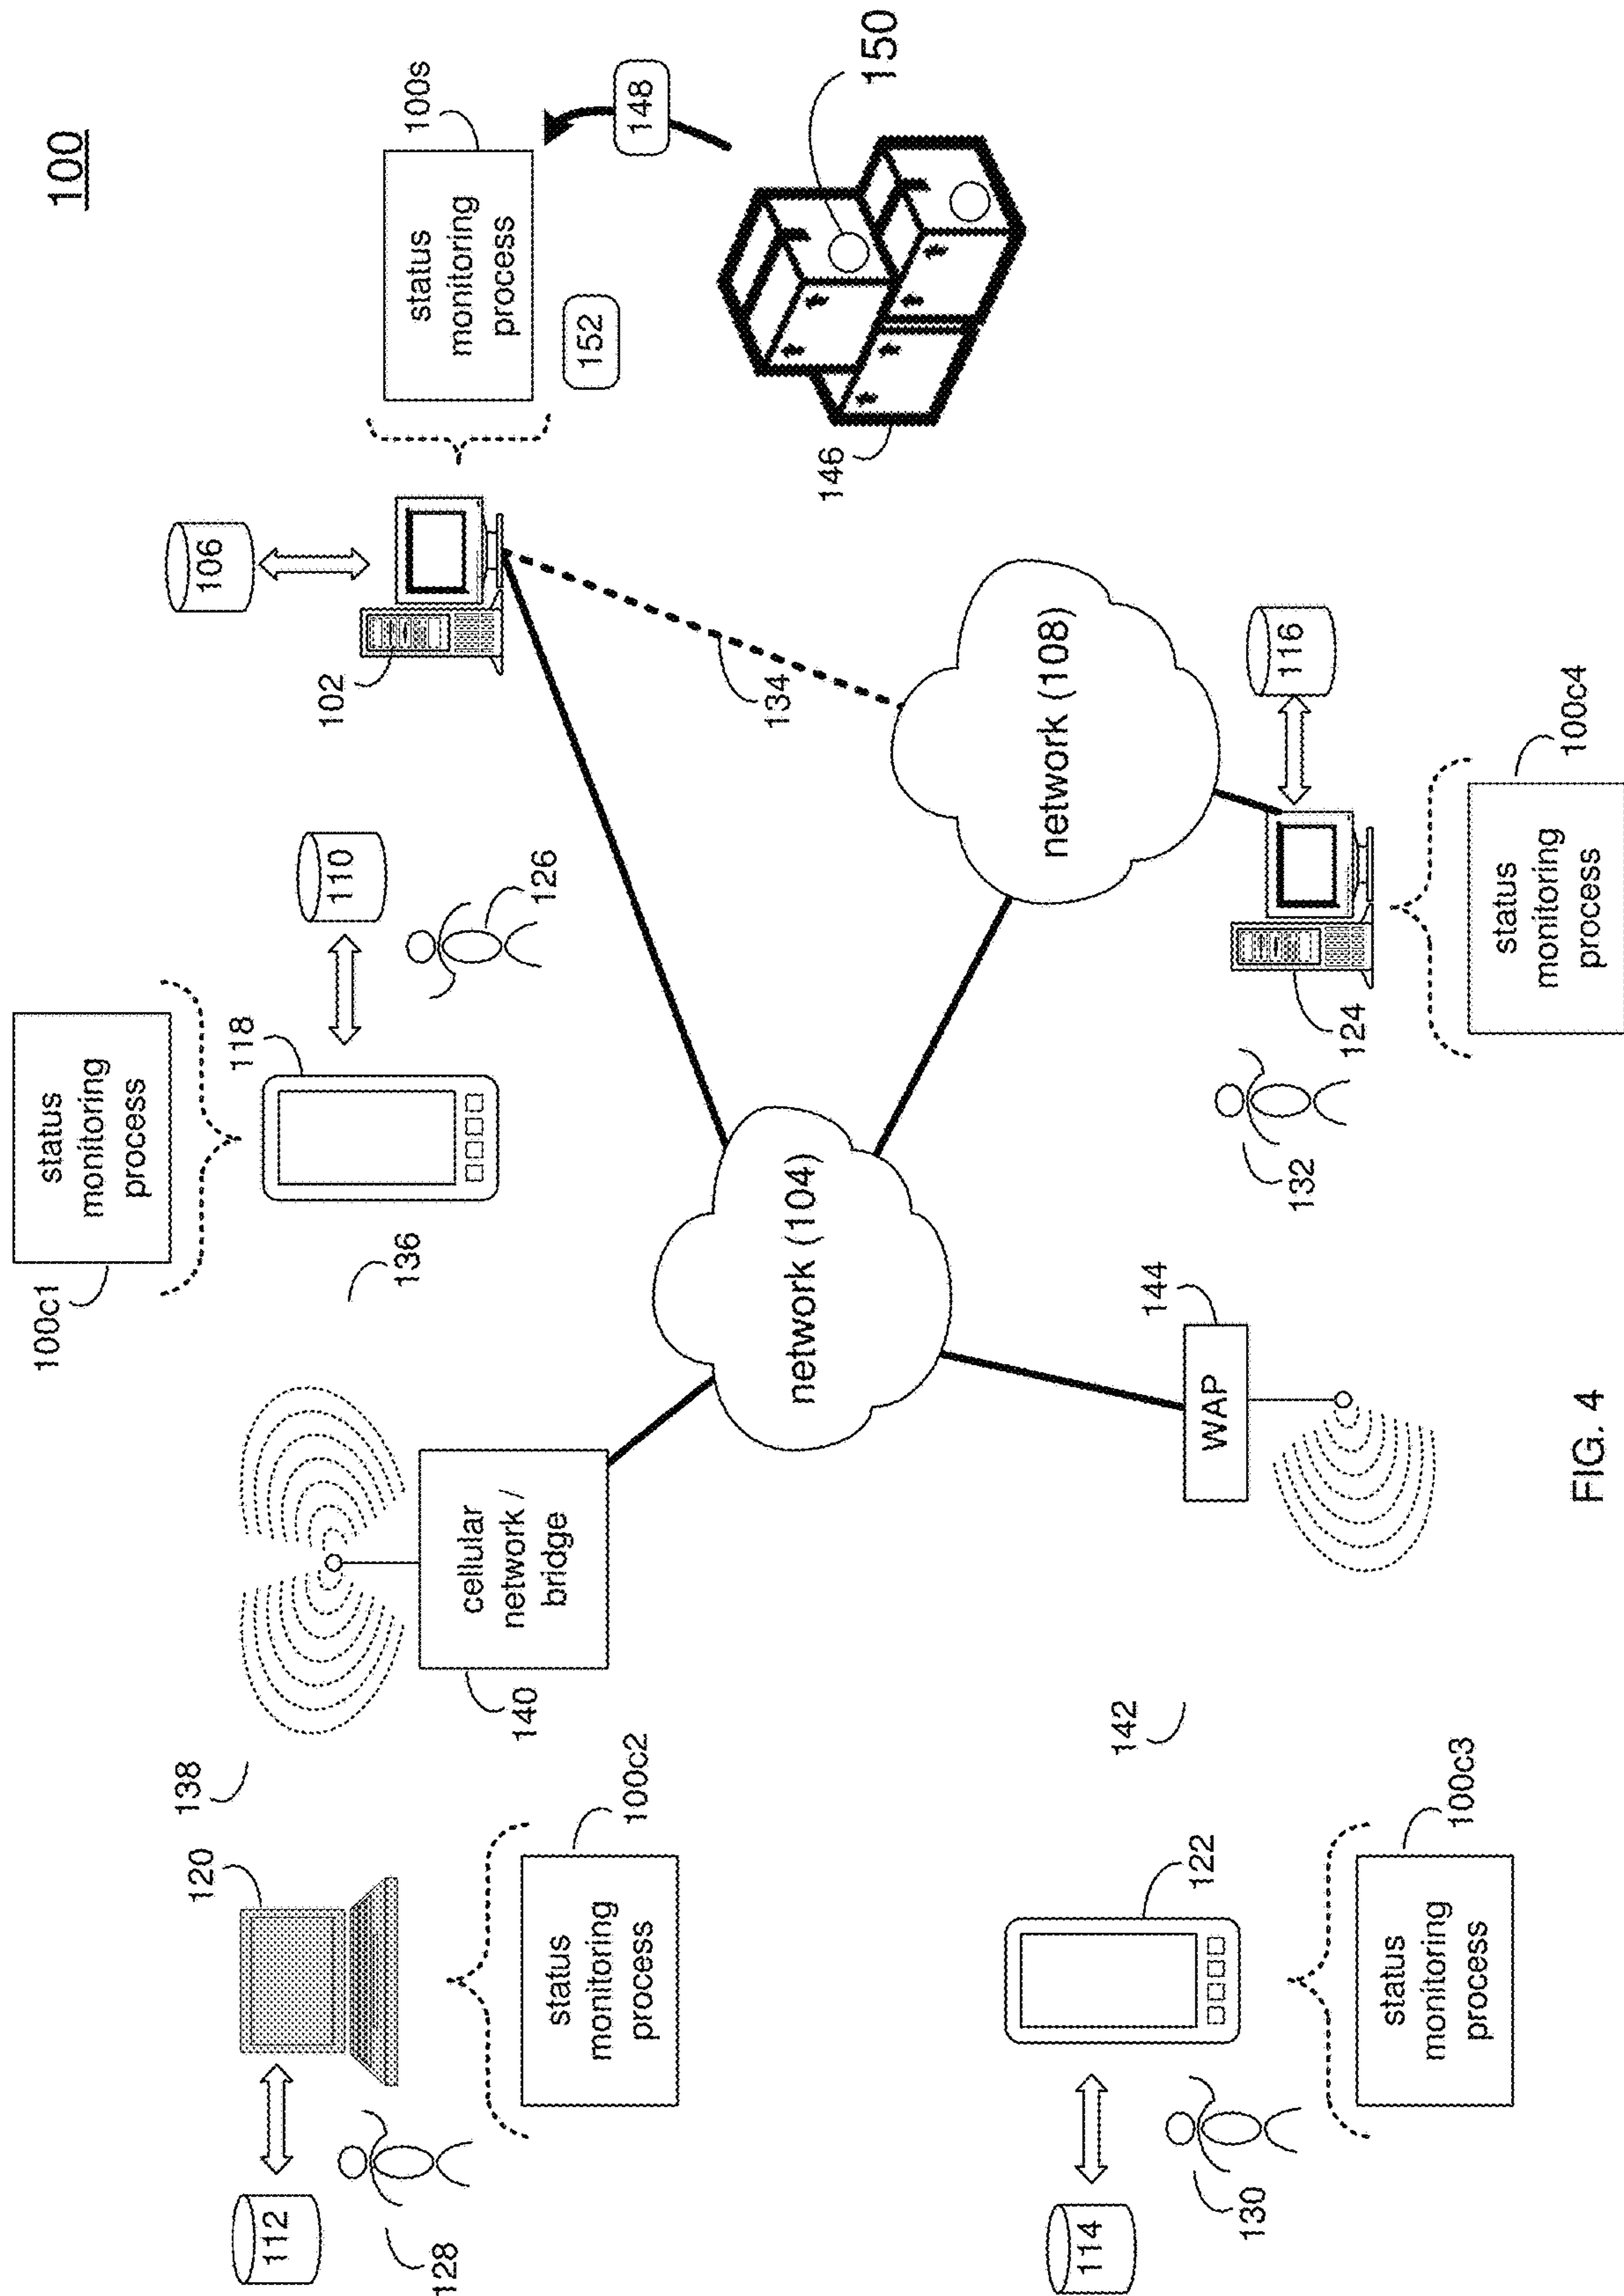 100
status
monitoring
process
100c1
118
110
126
136
106
102
status
monitoring
process
100s
148
152
150
146
134
138
120
112
128
status
monitoring
process
100c2
cellular
network /
bridge
140
network (104)
network (108)
116
124
132
status
monitoring
process
100c4
WAP
144
142
122
114
130
status
monitoring
process
100c3
FIG. 4